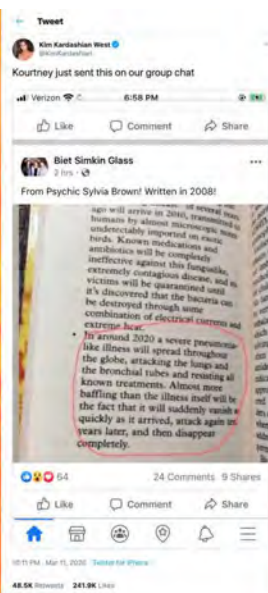 Tweet
Kim Kardashian West
@KimKardashian
Kourtney just sent this on our group chat
Verizon
6:58 PM
Like Comment Share
Biet Simkin Glass
2 hrs
From Psychic Sylvia Brown! Written in 2008!
ago will arrive in 2010, transmitted to
humans by almost microscopic mites
undetectably imported on exotic
birds. Known medications and
antibiotics will be completely
ineffective against this funguslike,
extremely contagious disease, and
victims will be quarantined until
it's discovered that the bacteria can
be destroyed through some
combination of electrical currents and
extreme heat.
• In around 2020 a severe pneumonia-
like illness will spread throughout
the globe, attacking the lungs and
the bronchial tubes and resisting all
known treatments. Almost more
baffling than the illness itself will be
the fact that it will suddenly vanish as
quickly as it arrived, attack again ten
years later, and then disappear
completely.
64
24 Comments 9 Shares
Like Comment Share
10:11 PM · Mar 11, 2020 · Twitter for iPhone
48.5K Retweets 241.9K Likes